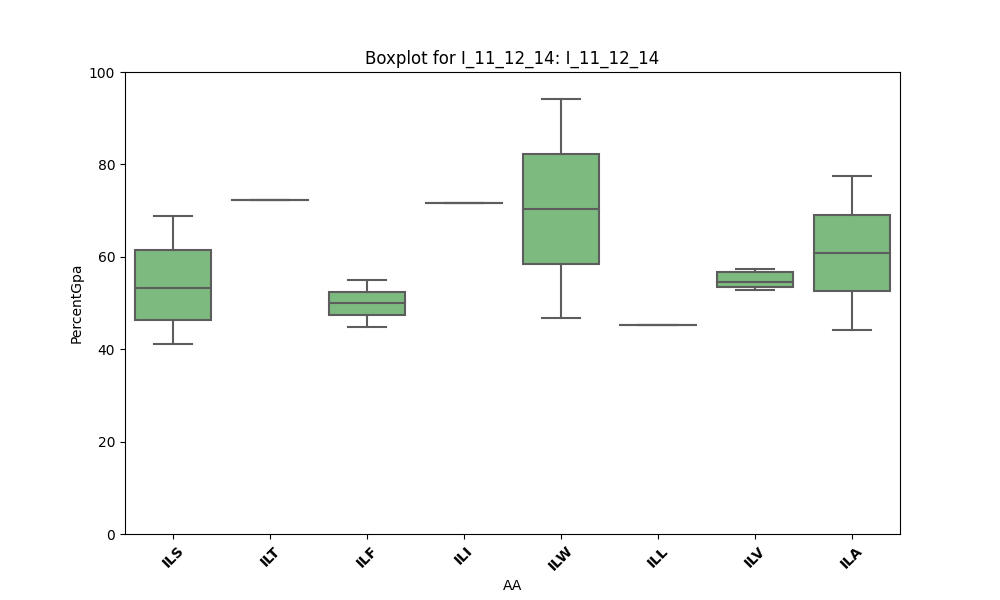 Boxplot for I_11_12_14: I_11_12_14
100
80
60
40
20
0
PercentGpa
ILS ILT ILF ILI ILW ILL ILV ILA
AA